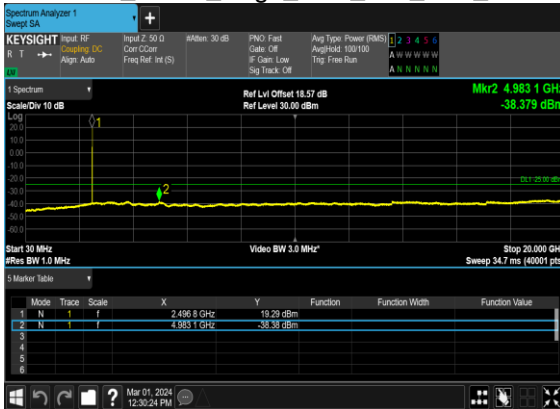 Spectrum Analyzer 1
Swept SA
+
KEYSIGHT Input: RF Input Z: 50 Ω #Atten: 30 dB PNO: Fast Avg Type: Power (RMS) 1 2 3 4 5 6
R T Coupling: DC Corr CCorr Gate: Off Avg|Hold: 100/100 A W W W W W
Align: Auto Freq Ref: Int (S) IF Gain: Low Trig: Free Run
LW Sig Track: Off A N N N N N
1 Spectrum Mkr2 4.983 1 GHz
Ref Lvl Offset 18.57 dB
Scale/Div 10 dB Ref Level 30.00 dBm -38.379 dBm
Log
20.0
10.0
0.00
-10.0
-20.0
-30.0
-40.0
-50.0
-60.0
1
2
DL1 -25.00 dBm
Start 30 MHz Video BW 3.0 MHz* Stop 20.000 GHz
#Res BW 1.0 MHz Sweep 34.7 ms (40001 pts)
5 Marker Table
Mode Trace Scale X Y Function Function Width Function Value
1 N 1 f 2.496 8 GHz 19.29 dBm
2 N 1 f 4.983 1 GHz -38.38 dBm
3
4
5
6
? Mar 01, 2024
12:30:24 PM